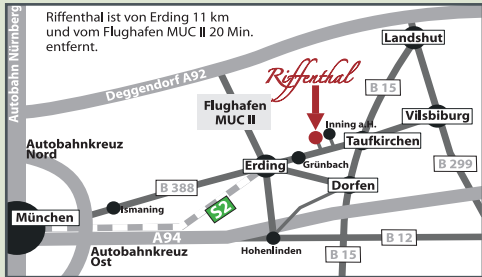 Riffenthal ist von Erding 11 km
und vom Flughafen MUC II 20 Min.
entfernt.
Autobahn Nürnberg
Deggendorf A92
Riffenthal
Landshut
B 15
Flughafen
MUC II
Vilsbiburg
Inning a.H.
Taufkirchen
Autobahnkreuz
Nord
Grünbach
Erding
B 299
B 388
Dorfen
Ismaning
S2
München
A94
Autobahnkreuz
Ost
Hohenlinden
B 12
B 15